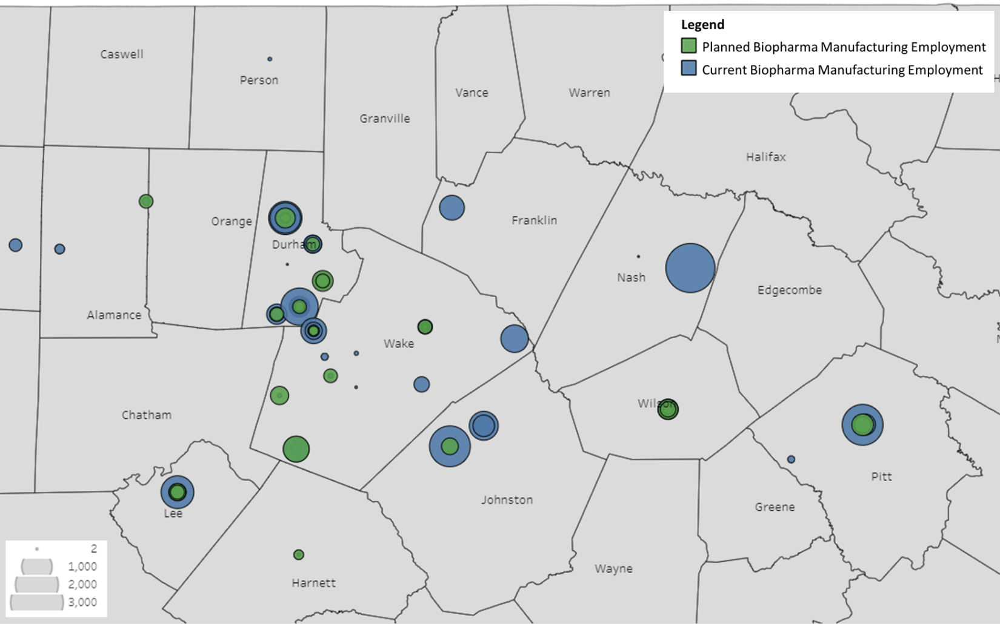 Legend
Planned Biopharma Manufacturing Employment
Current Biopharma Manufacturing Employment
Caswell
Person
Granville
Vance
Warren
H
Halifax
Orange
Durham
Franklin
Nash
Edgecombe
Alamance
Wake
Wilson
Chatham
Pitt
Johnston
Greene
Lee
Harnett
Wayne
2
1,000
2,000
3,000